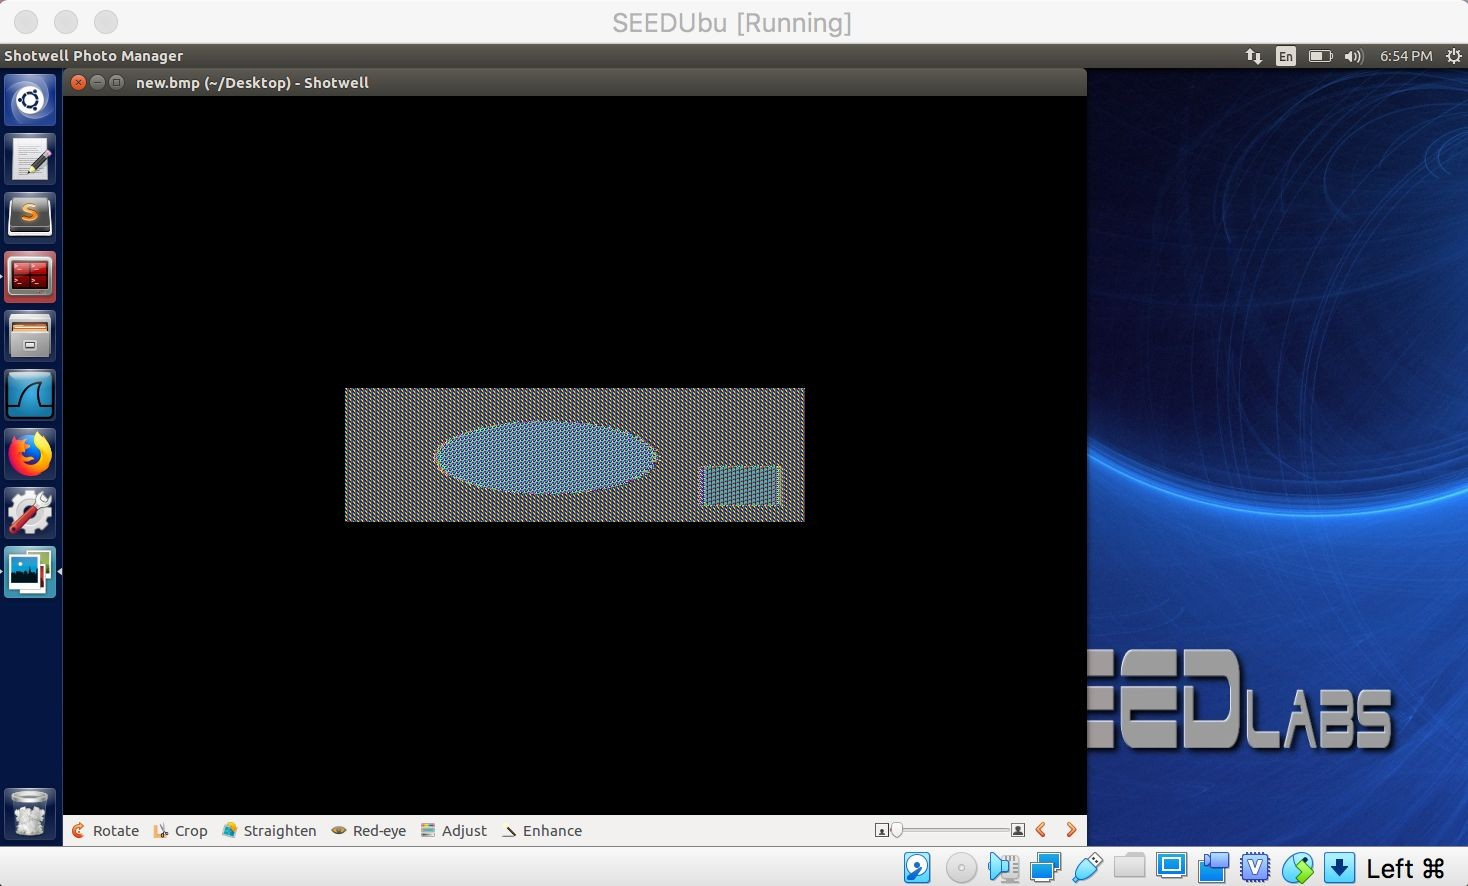 SEEDUbu [Running]
Shotwell Photo Manager
En
6:54 PM
new.bmp (~/Desktop) - Shotwell
S
EEDLABS
Rotate
Crop
Straighten
Red-eye
Adjust
Enhance
V
Left ⌘